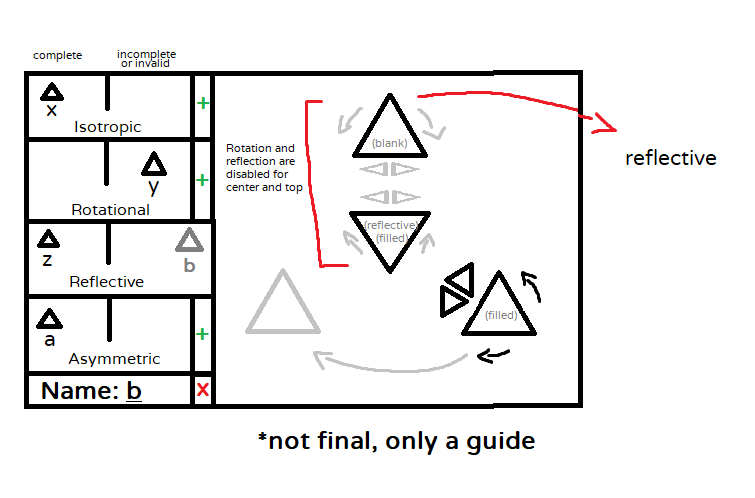 complete
incomplete
or invalid
x
+
Isotropic
y
+
Rotational
z
b
Reflective
a
+
Asymmetric
Name: b
x
Rotation and
reflection are
disabled for
center and top
(blank)
(reflective)
(filled)
(filled)
reflective
*not final, only a guide